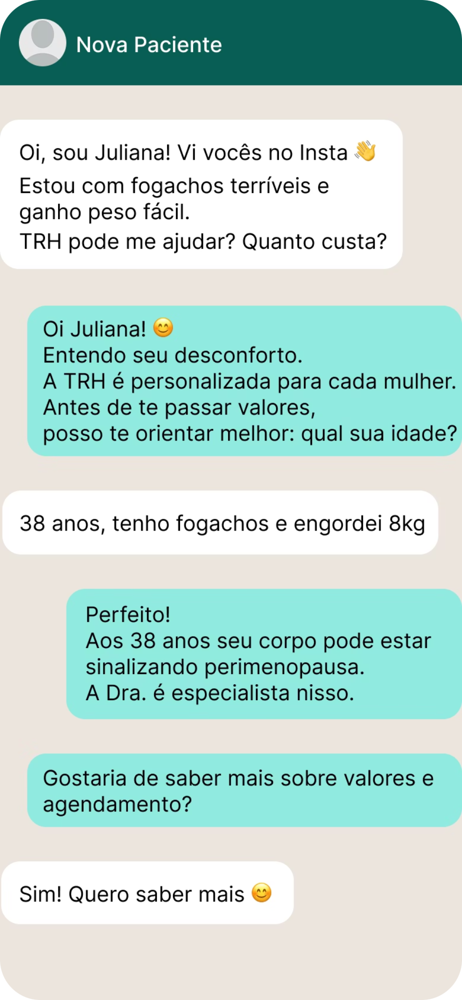 Nova Paciente
Oi, sou Juliana! Vi vocês no Insta 👋
Estou com fogachos terríveis e
ganho peso fácil.
TRH pode me ajudar? Quanto custa?
Oi Juliana! 😊
Entendo seu desconforto.
A TRH é personalizada para cada mulher.
Antes de te passar valores,
posso te orientar melhor: qual sua idade?
38 anos, tenho fogachos e engordei 8kg
Perfeito!
Aos 38 anos seu corpo pode estar
sinalizando perimenopausa.
A Dra. é especialista nisso.
Gostaria de saber mais sobre valores e
agendamento?
Sim! Quero saber mais 😊